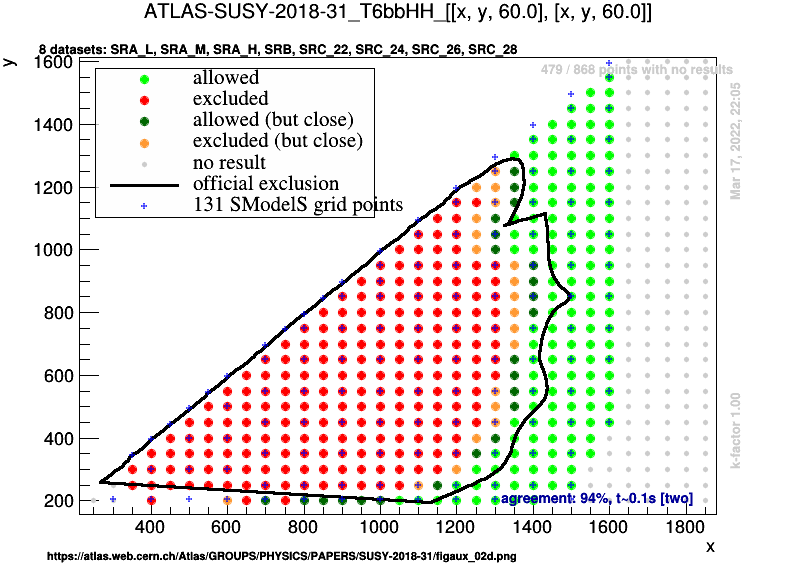 ATLAS-SUSY-2018-31_T6bbHH_[[x, y, 60.0], [x, y, 60.0]]
8 datasets: SRA_L, SRA_M, SRA_H, SRB, SRC_22, SRC_24, SRC_26, SRC_28
y
479 / 868 points with no results
allowed
excluded
allowed (but close)
excluded (but close)
no result
official exclusion
131 SModelS grid points
1600
1400
1200
1000
800
600
400
200
Mar 17, 2022, 22:05
k-factor 1.00
agreement: 94%, t~0.1s [two]
400 600 800 1000 1200 1400 1600 1800
x
https://atlas.web.cern.ch/Atlas/GROUPS/PHYSICS/PAPERS/SUSY-2018-31/figaux_02d.png